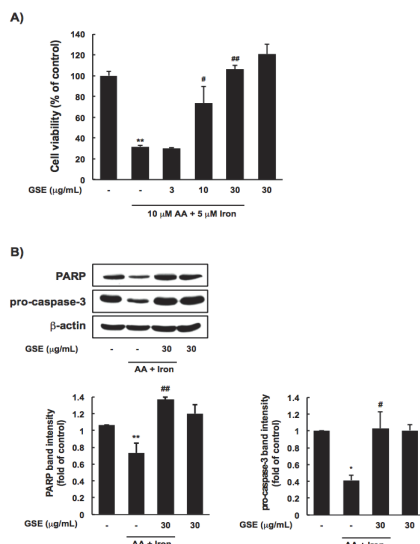 A)
Cell viability (% of control)
140
120
100
80
60
40
20
0
**
#
##
GSE (μg/mL) - - 3 10 30 30
10 μM AA + 5 μM Iron
B)
PARP
pro-caspase-3
β-actin
GSE (μg/mL) - - 30 30
AA + Iron
PARP band intensity
(fold of control)
1.4
1.2
1
0.8
0.6
0.4
0.2
0
**
##
GSE (μg/mL) - - 30 30
AA + Iron
pro-caspase-3 band intensity
(fold of control)
1.4
1.2
1
0.8
0.6
0.4
0.2
0
*
#
GSE (μg/mL) - - 30 30
AA + Iron